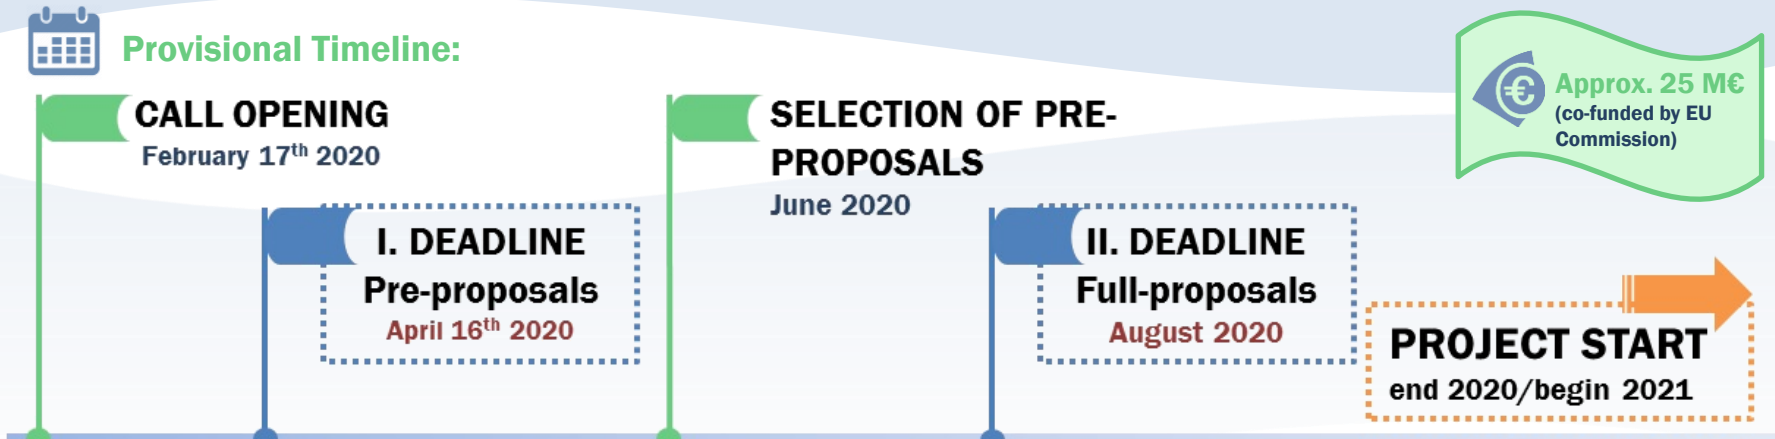 Provisional Timeline:
CALL OPENING
February 17th 2020
I. DEADLINE
Pre-proposals
April 16th 2020
SELECTION OF PRE-
PROPOSALS
June 2020
II. DEADLINE
Full-proposals
August 2020
PROJECT START
end 2020/begin 2021
€
Approx. 25 M€
(co-funded by EU
Commission)